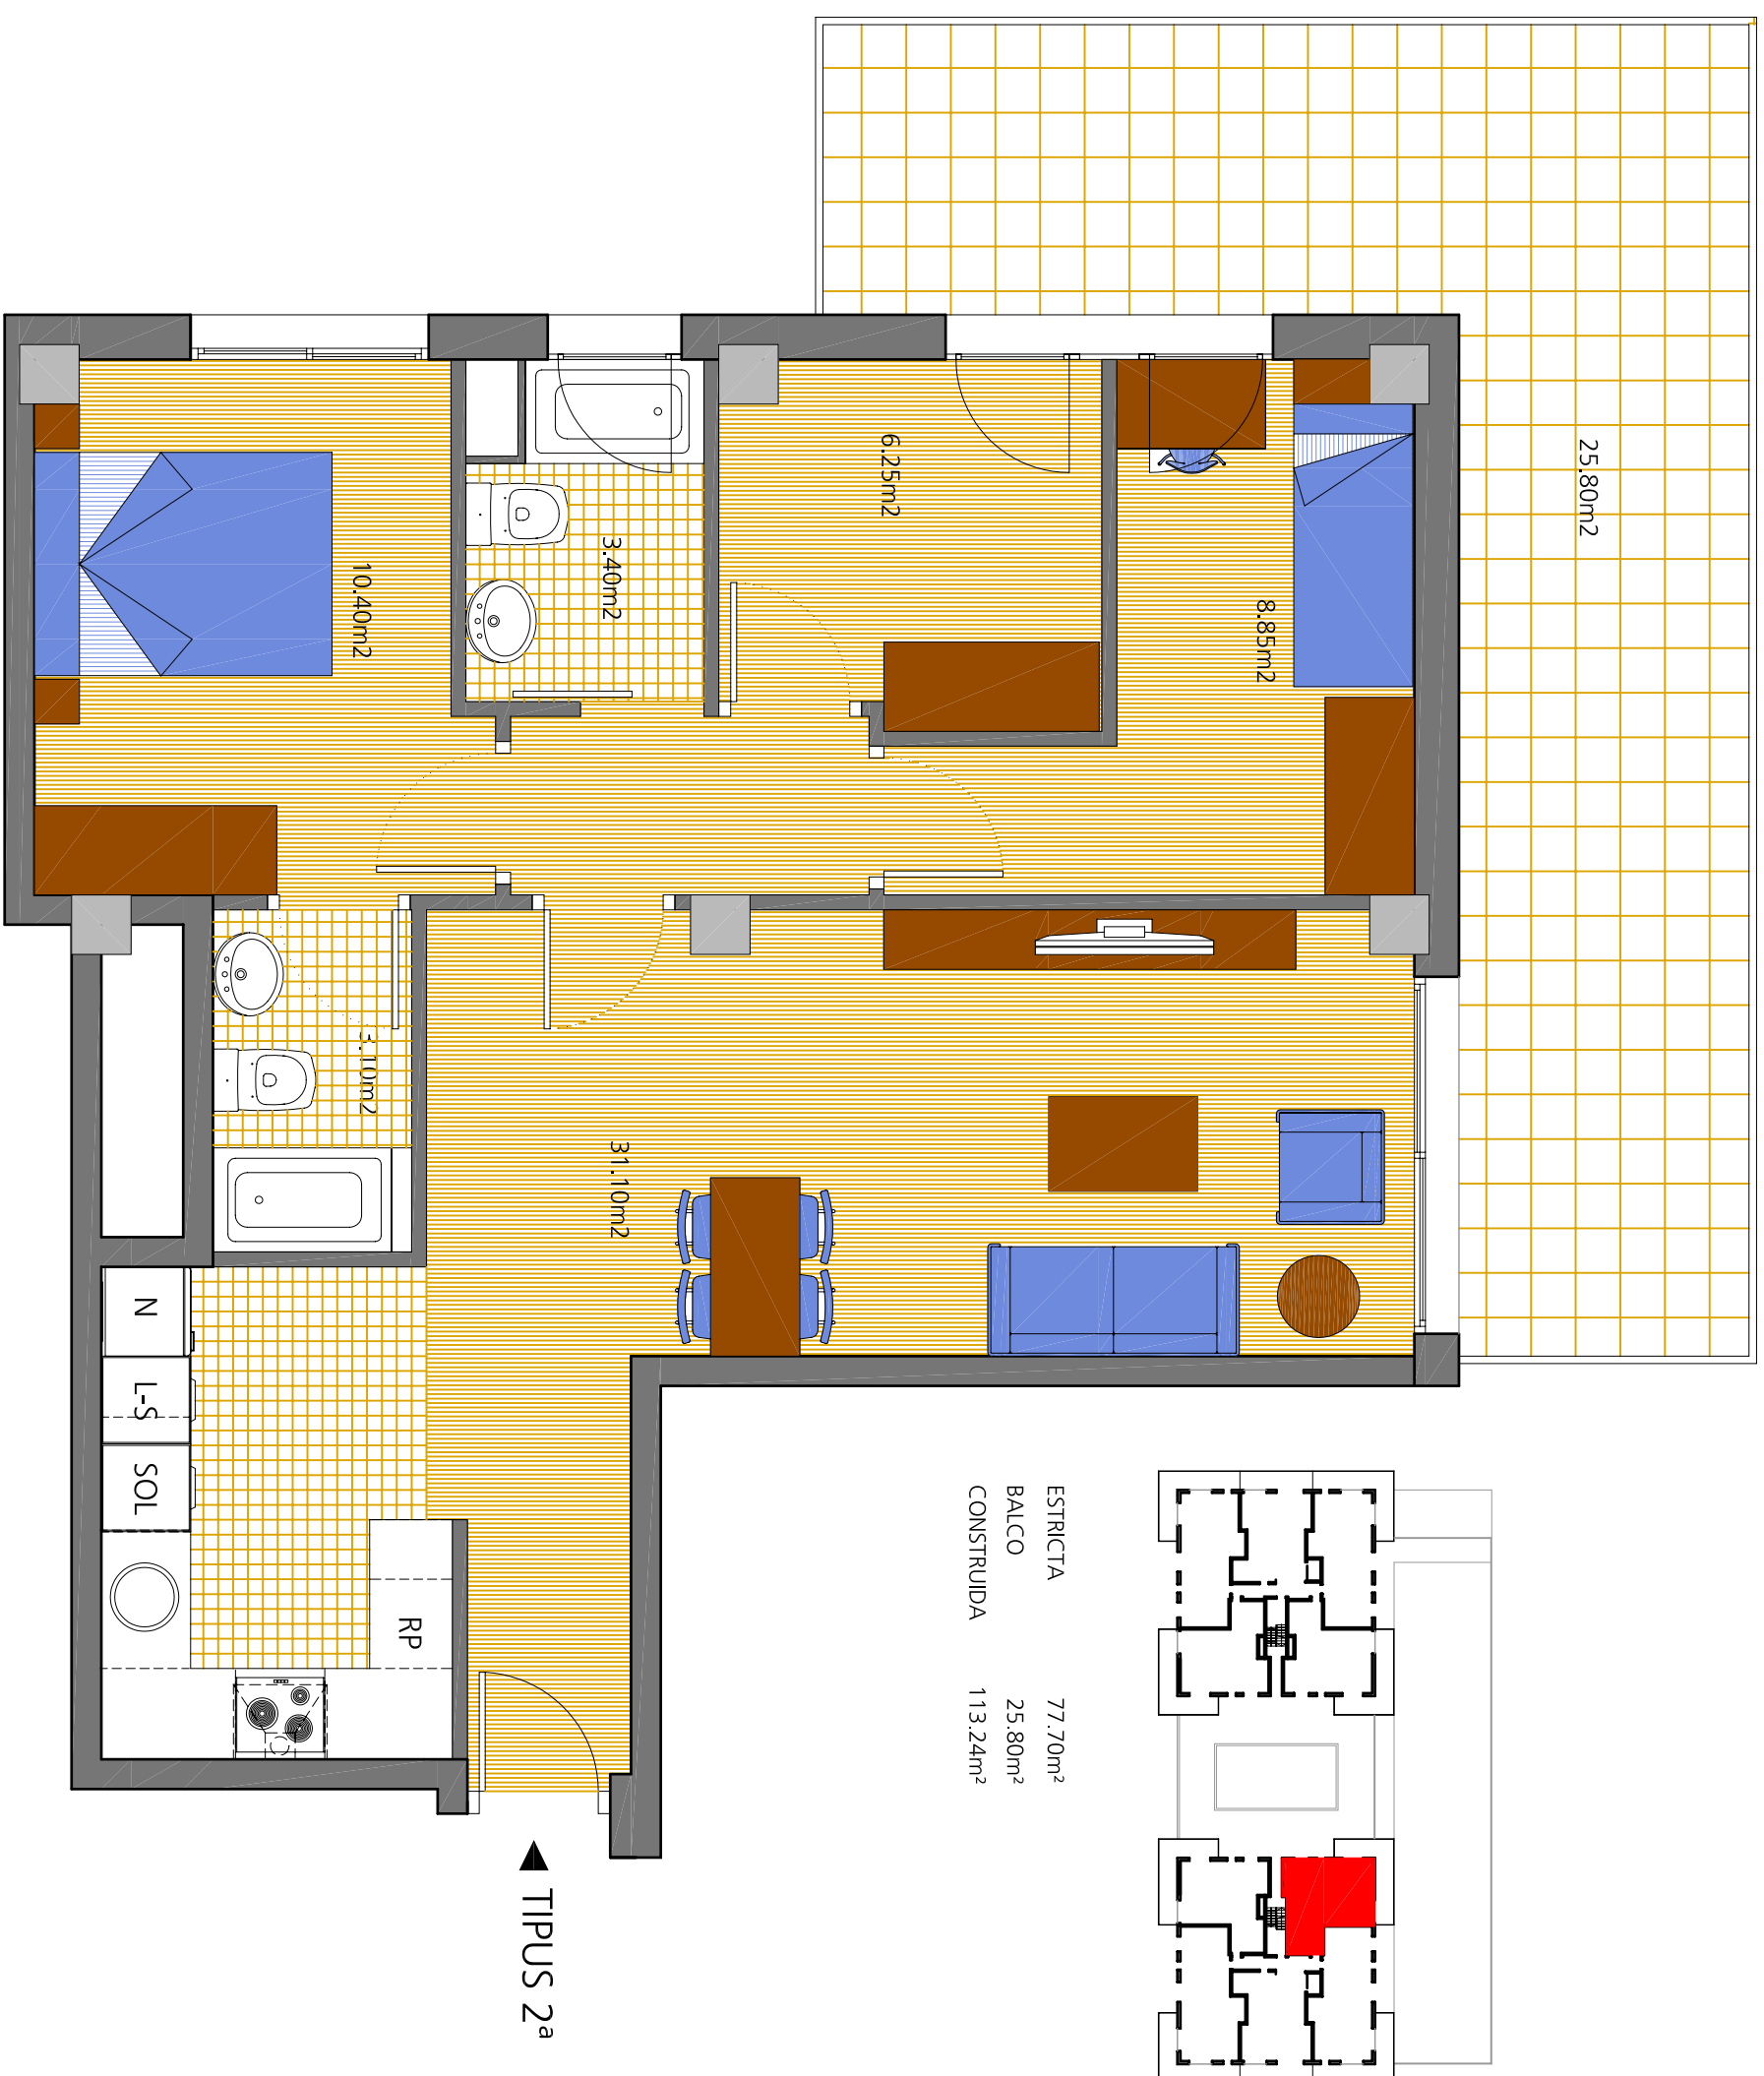 25.80m2
8.85m2
6.25m2
3.40m2
10.40m2
31.10m2
.10m2
N
L-S
SOL
RP
ESTRICTA 77.70m²
BALCO 25.80m²
CONSTRUIDA 113.24m²
TIPUS 2ª